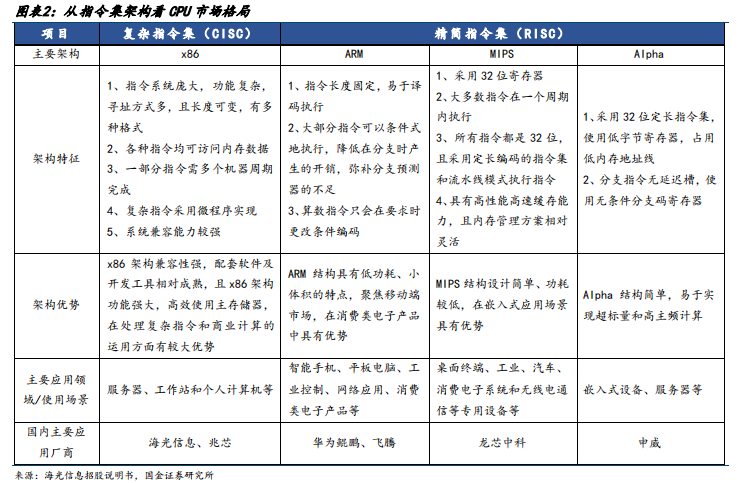 图表2：从指令集架构看 CPU 市场格局
项目 复杂指令集（CISC） 精简指令集（RISC）
主要架构 x86 ARM MIPS Alpha
架构特征
1、指令系统庞大，功能复杂，
寻址方式多，且长度可变，有多
种格式
2、各种指令均可访问内存数据
3、一部分指令需多个机器周期
完成
4、复杂指令采用微程序实现
5、系统兼容能力较强
1、指令长度固定，易于译
码执行
2、大部分指令可以条件式
地执行，降低在分支时产
生的开销，弥补分支预测
器的不足
3、算数指令只会在要求时
更改条件编码
1、采用32位寄存器
2、大多数指令在一个周期
内执行
3、所有指令都是32位，
且采用定长编码的指令集
和流水线模式执行指令
4、具有高性能高速缓存能
力，且内存管理方案相对
灵活
1、采用32位定长指令集，
使用低字节寄存器，占用
低内存地址线
2、分支指令无延迟槽，使
用无条件分支码寄存器
架构优势
x86 架构兼容性强，配套软件及
开发工具相对成熟，且x86架构
功能强大，高效使用主存储器，
在处理复杂指令和商业计算的
运用方面有较大优势
ARM 结构具有低功耗、小
体积的特点，聚焦移动端
市场，在消费类电子产品
中具有优势
MIPS结构设计简单、功耗
较低，在嵌入式应用场景
具有优势
Alpha 结构简单，易于实
现超标量和高主频计算
主要应用领
域/使用场景
服务器、工作站和个人计算机等
智能手机、平板电脑、工
业控制、网络应用、消费
类电子产品等
桌面终端、工业、汽车、
消费电子系统和无线电通
信等专用设备等
嵌入式设备、服务器等
国内主要应
用厂商
海光信息、兆芯
华为鲲鹏、飞腾
龙芯中科
申威
来源：海光信息招股说明书，国金证券研究所